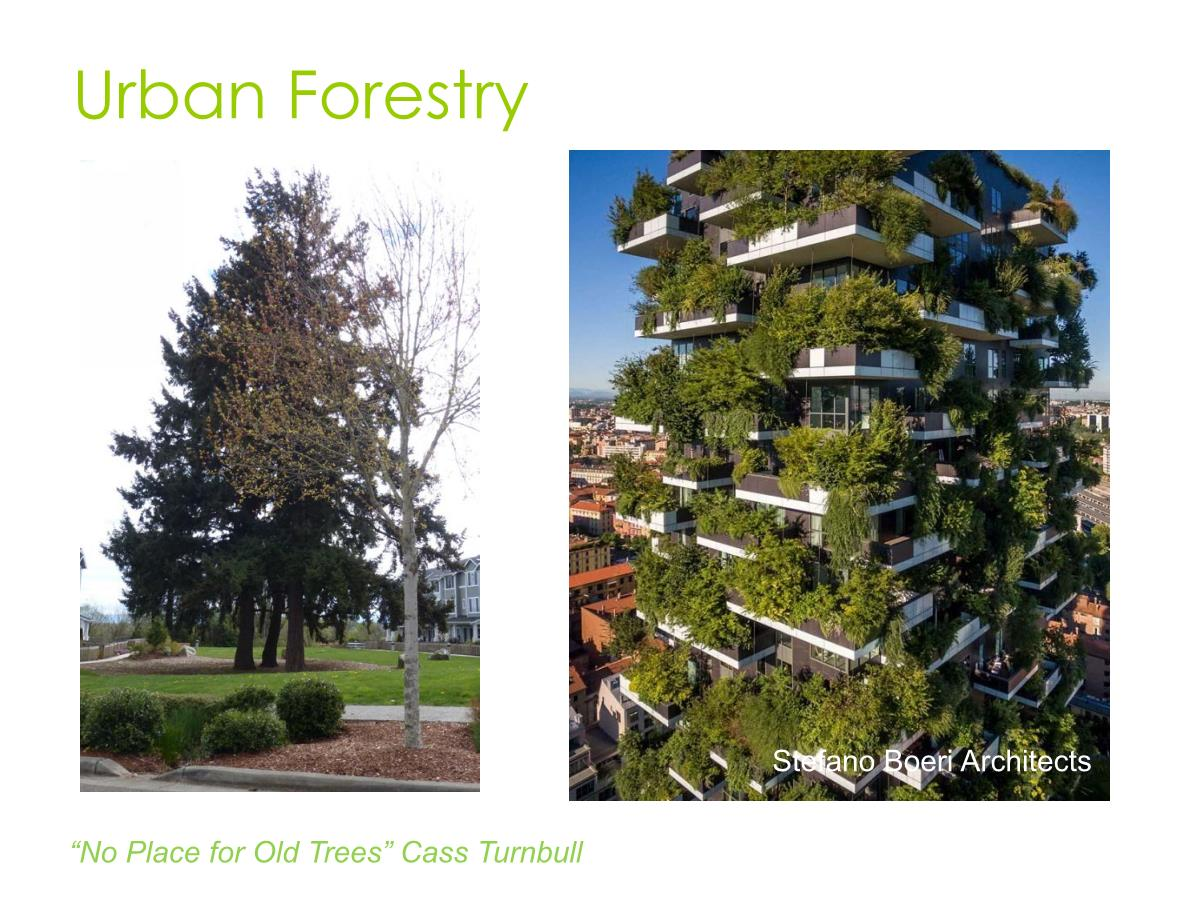 Urban Forestry
Stefano Boeri Architects
“No Place for Old Trees” Cass Turnbull